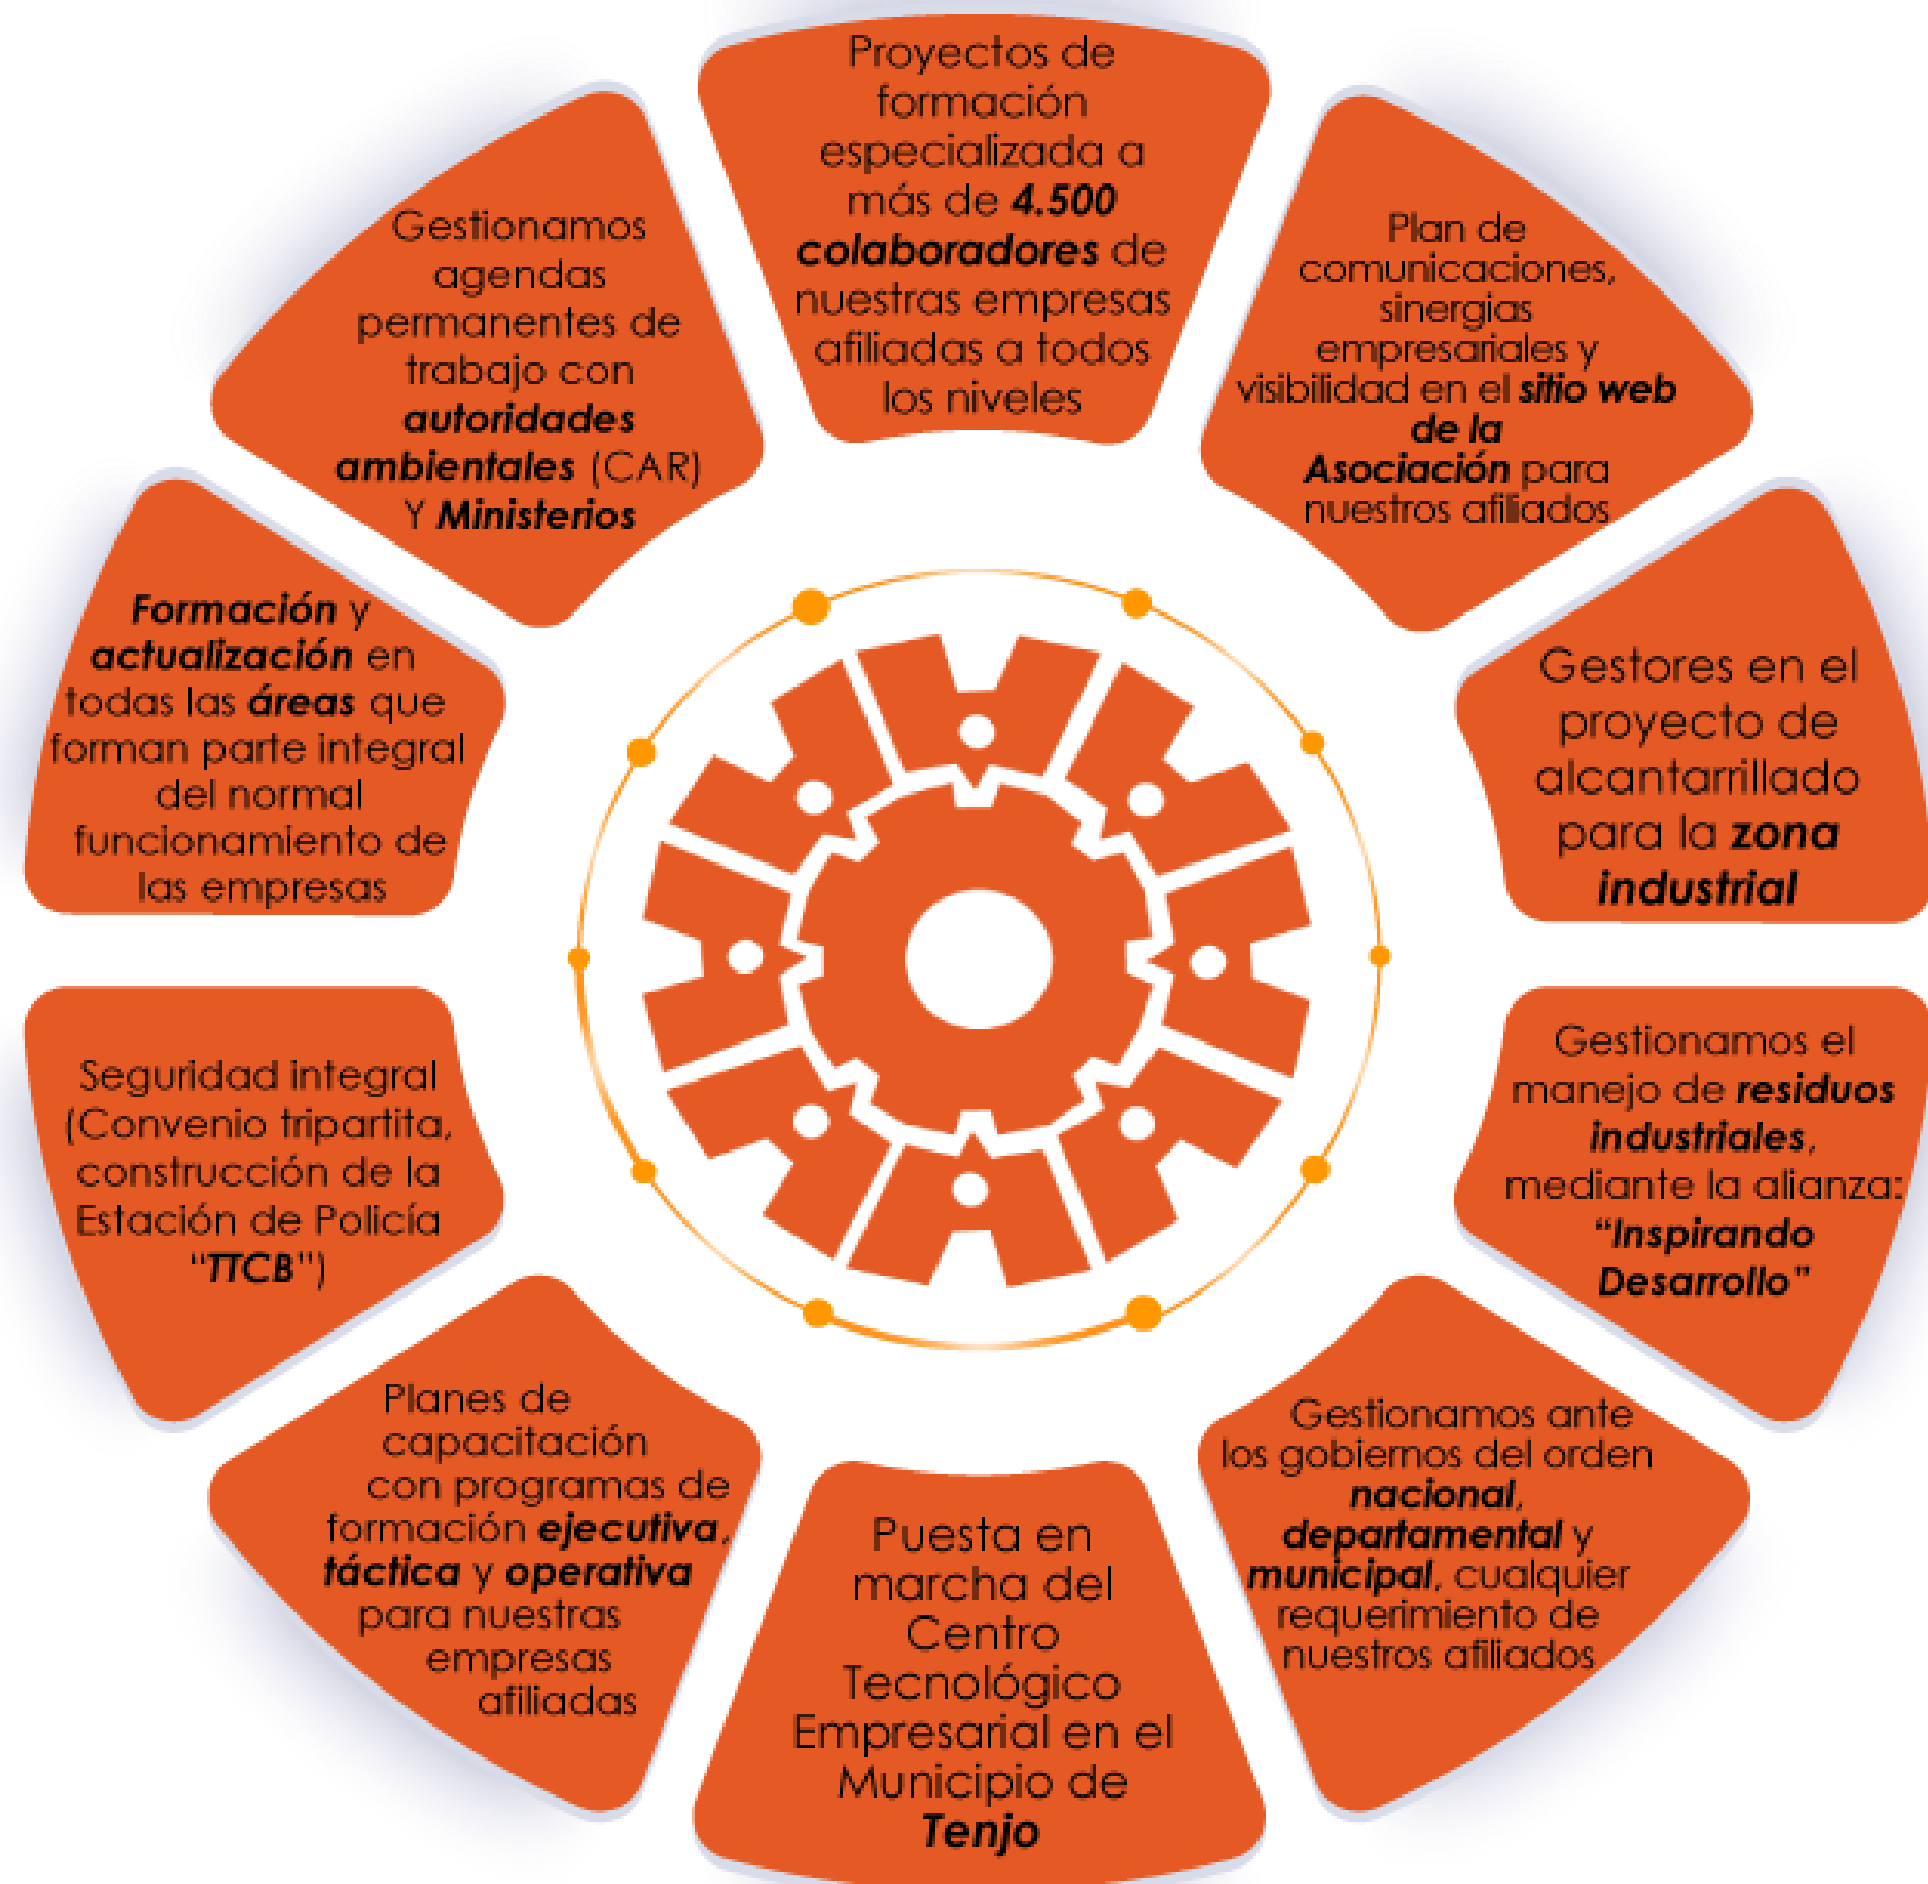 Proyectos de
formación
especializada a
más de 4.500
colaboradores de
nuestras empresas
afiliadas a todos
los niveles
Plan de
comunicaciones,
sinergias
empresariales y
visibilidad en el sitio web
de la
Asociación para
nuestros afiliados
Gestores en el
proyecto de
alcantarrillado
para la zona
industrial
Gestionamos el
manejo de residuos
industriales,
mediante la alianza:
“Inspirando
Desarrollo”
Gestionamos ante
los gobiernos del orden
nacional,
departamental y
municipal, cualquier
requerimiento de
nuestros afiliados
Puesta en
marcha del
Centro
Tecnológico
Empresarial en el
Municipio de
Tenjo
Planes de
capacitación
con programas de
formación ejecutiva,
táctica y operativa
para nuestras
empresas
afiliadas
Seguridad integral
(Convenio tripartita,
construcción de la
Estación de Policía
“TTCB”)
Formación y
actualización en
todas las áreas que
forman parte integral
del normal
funcionamiento de
las empresas
Gestionamos
agendas
permanentes de
trabajo con
autoridades
ambientales (CAR)
Y Ministerios